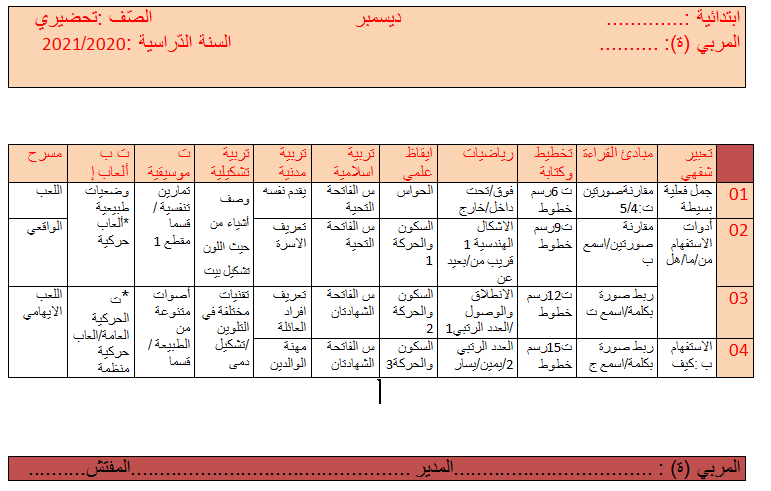 ابتدائية :............. ديسمبر الصّف :تحضيري
المربي (ة): .......... السنة الدّراسية :2021/2020
تعبير شفهي مبادئ القراءة تخطيط وكتابة رياضيات ايقاظ علمي تربية اسلامية تربية مدنية تربية تشكيلية ت موسيقية ت ب ألعاب إ مسرح
01 جمل فعلية بسيطة مقارنةصورتين ت:5/4 ت 6رسم خطوط فوق/تحت داخل/خارج الحواس س الفاتحة التحية يقدم نفسه وصف أشياء من حيث اللون تشكيل بيت تمارين تنفسية /قسما مقطع 1 وضعيات طبيعية *ألعاب حركية اللعب
02 أدوات الاستفهام من/ما/هل مقارنة صورتين/اسمع ب ت9رسم خطوط الاشكال الهندسية 1 قريب من/بعيد عن السكون والحركة 1 س الفاتحة التحية تعريف الاسرة الواقعي
03 ربط صورة بكلمة/اسمع ت ت12رسم خطوط الانطلاق والوصول /العدد الرتبي1 السكون والحركة 2 س الفاتحة الشهادتان تعريف افراد العائلة تقنيات مختلفة في التلوين /تشكيل دمى أصوات متنوعة من الطبيعة /قسما *ت الحركية العامة/العاب حركية منظمة اللعب الايهامي
04 الاستفهام ب :كيف ربط صورة بكلمة/اسمع ج ت15رسم خطوط العدد الرتبي 2/يمين/يسار السكون والحركة3 س الفاتحة الشهادتان مهنة الوالدين
المربي (ة) : ............................المدير ........................................المفتش............